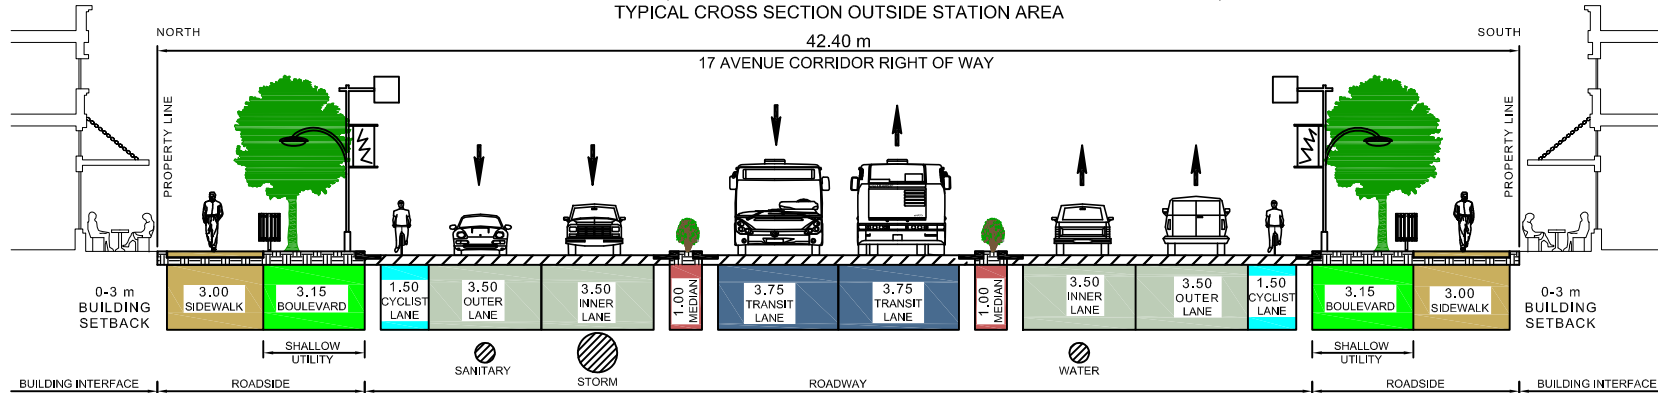 TYPICAL CROSS SECTION OUTSIDE STATION AREA
NORTH
SOUTH
42.40 m
17 AVENUE CORRIDOR RIGHT OF WAY
PROPERTY LINE
PROPERTY LINE
0-3 m
BUILDING
SETBACK
3.00
SIDEWALK
3.15
BOULEVARD
1.50
CYCLIST
LANE
3.50
OUTER
LANE
3.50
INNER
LANE
1.00
MEDIAN
3.75
TRANSIT
LANE
3.75
TRANSIT
LANE
1.00
MEDIAN
3.50
INNER
LANE
3.50
OUTER
LANE
1.50
CYCLIST
LANE
3.15
BOULEVARD
3.00
SIDEWALK
0-3 m
BUILDING
SETBACK
SHALLOW
UTILITY
SANITARY
STORM
WATER
SHALLOW
UTILITY
BUILDING INTERFACE
ROADSIDE
ROADWAY
ROADSIDE
BUILDING INTERFACE